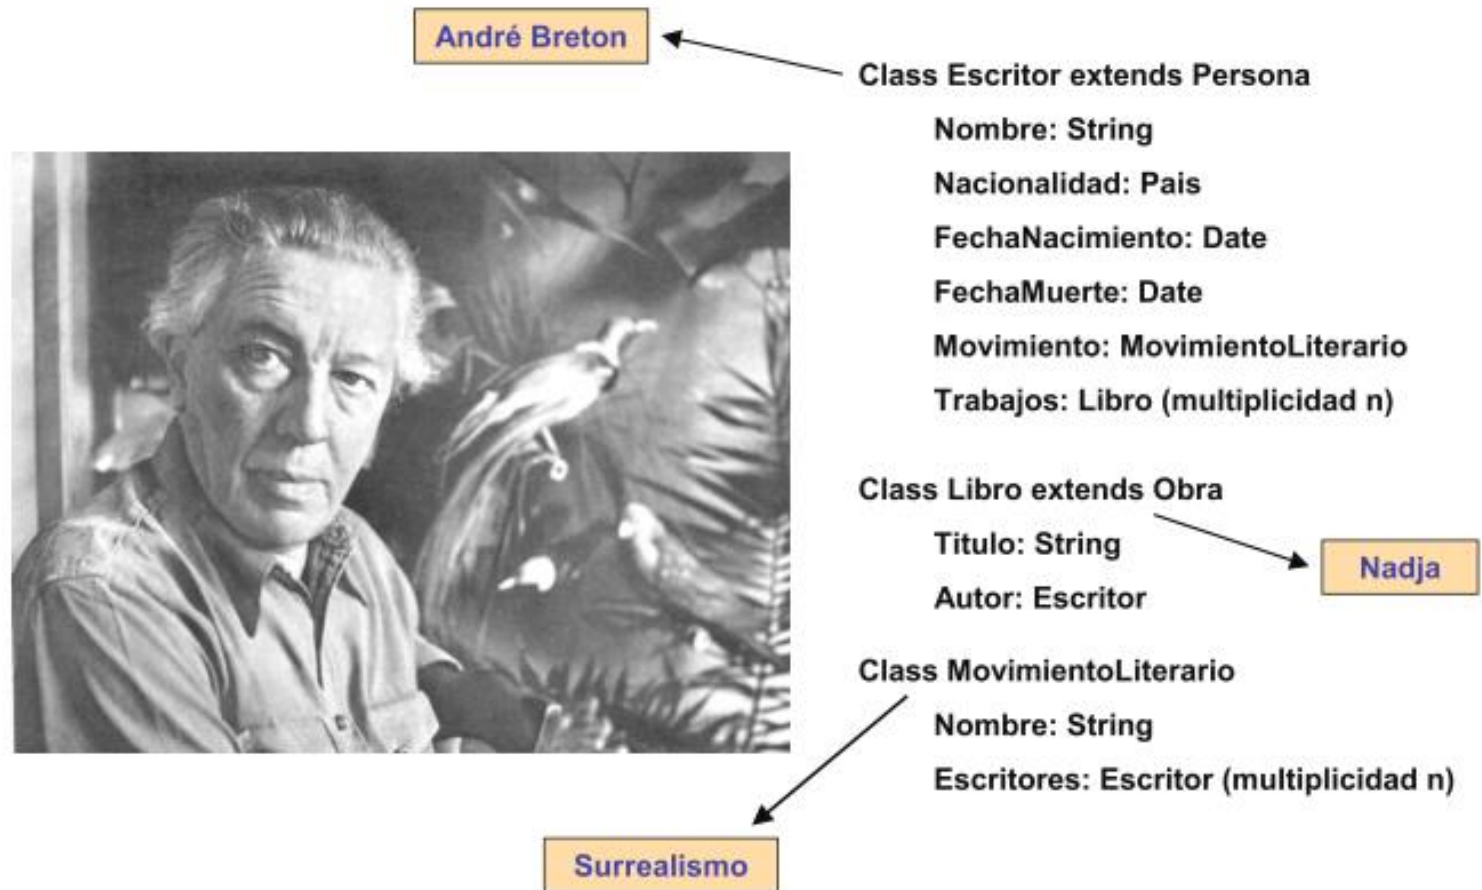 André Breton
Class Escritor extends Persona
Nombre: String
Nacionalidad: Pais
FechaNacimiento: Date
FechaMuerte: Date
Movimiento: MovimientoLiterario
Trabajos: Libro (multiplicidad n)
Class Libro extends Obra
Titulo: String
Autor: Escritor
Nadja
Class MovimientoLiterario
Nombre: String
Escritores: Escritor (multiplicidad n)
Surrealismo